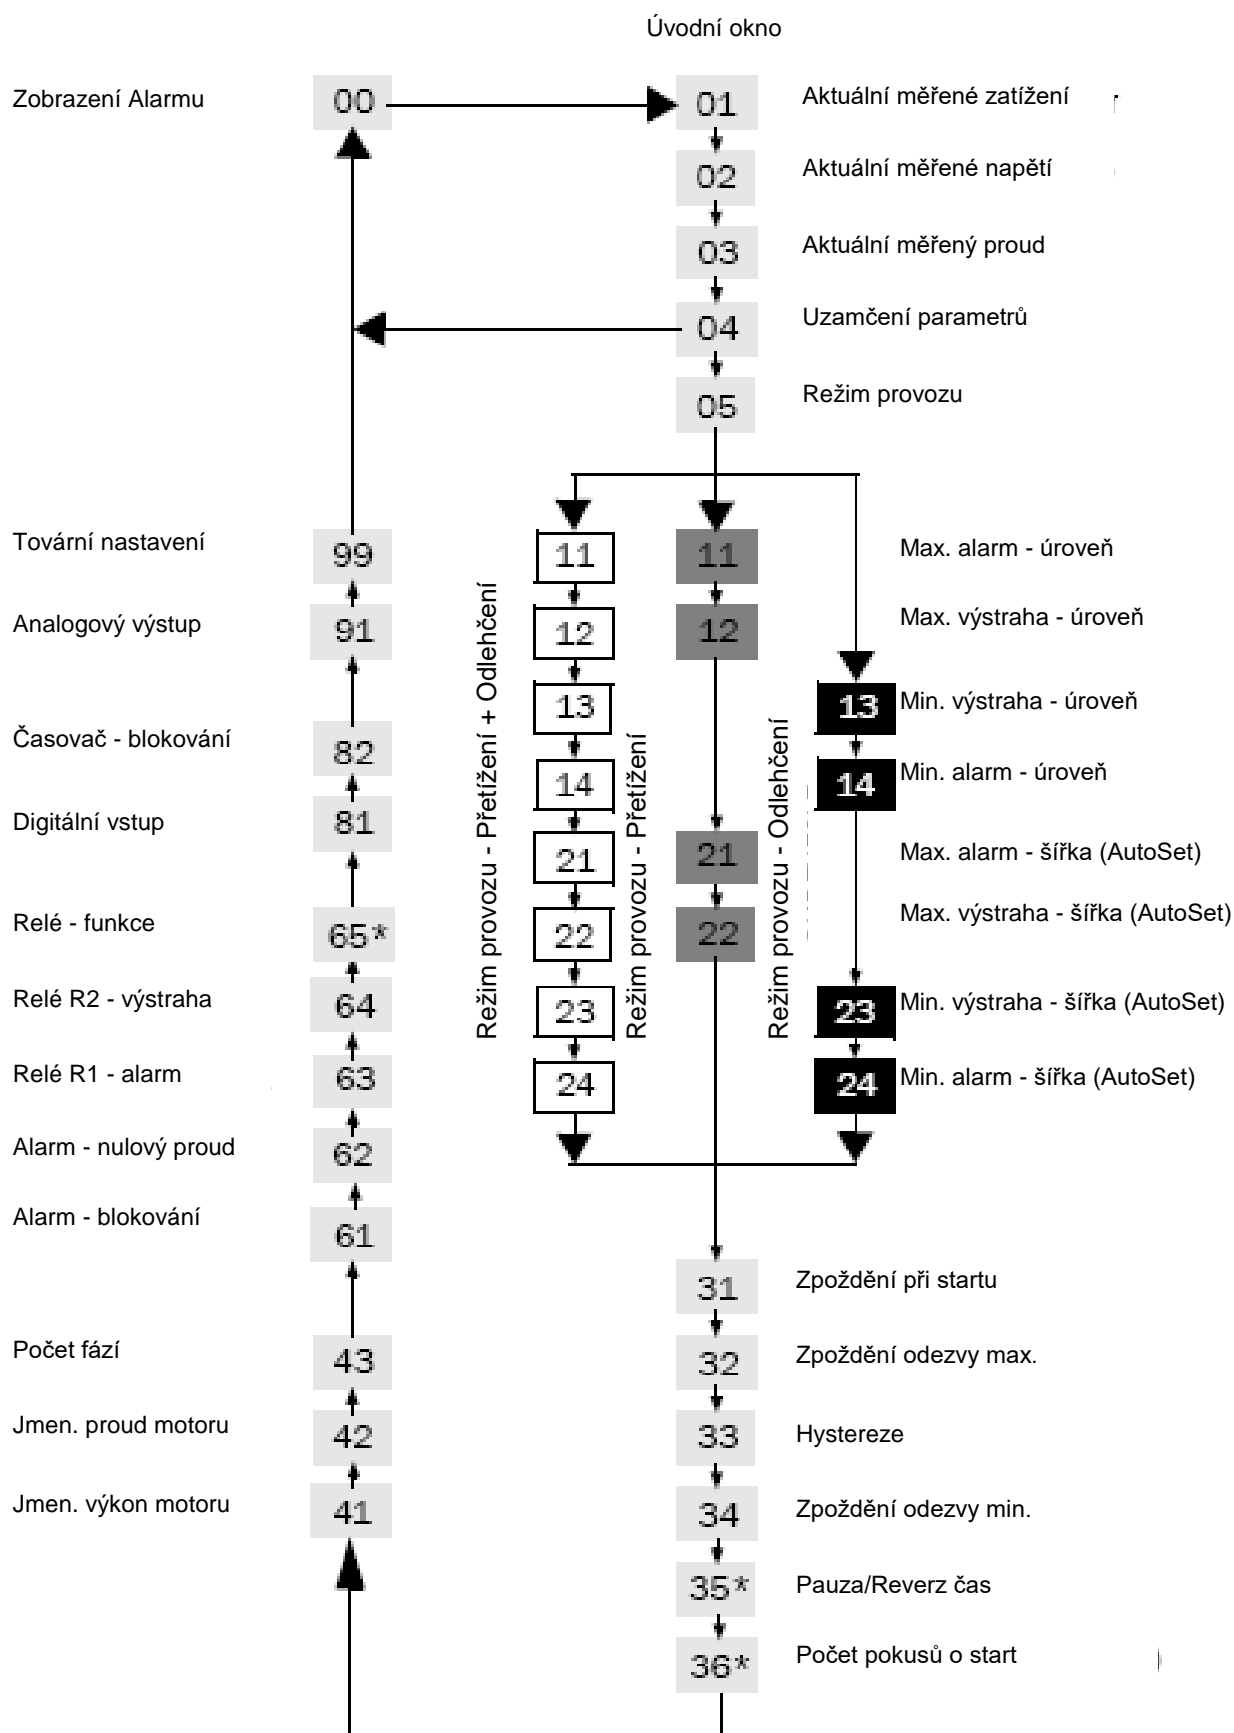 Úvodní okno
Zobrazení Alarmu 00 01 Aktuální měřené zatížení
02 Aktuální měřené napětí
03 Aktuální měřený proud
04 Uzamčení parametrů
05 Režim provozu
Režim provozu - Přetížení + Odlehčení
Režim provozu - Přetížení
Režim provozu - Odlehčení
Tovární nastavení 99 11 11 Max. alarm - úroveň
Analogový výstup 91 12 12 Max. výstraha - úroveň
13 13 Min. výstraha - úroveň
Časovač - blokování 82 14 14 Min. alarm - úroveň
Digitální vstup 81 21 21 Max. alarm - šířka (AutoSet)
Relé - funkce 65* 22 22 Max. výstraha - šířka (AutoSet)
Relé R2 - výstraha 64 23 23 Min. výstraha - šířka (AutoSet)
Relé R1 - alarm 63 24 24 Min. alarm - šířka (AutoSet)
Alarm - nulový proud 62
Alarm - blokování 61
31 Zpoždění při startu
Počet fází 43 32 Zpoždění odezvy max.
Jmen. proud motoru 42 33 Hystereze
Jmen. výkon motoru 41 34 Zpoždění odezvy min.
35* Pauza/Reverz čas
36* Počet pokusů o start